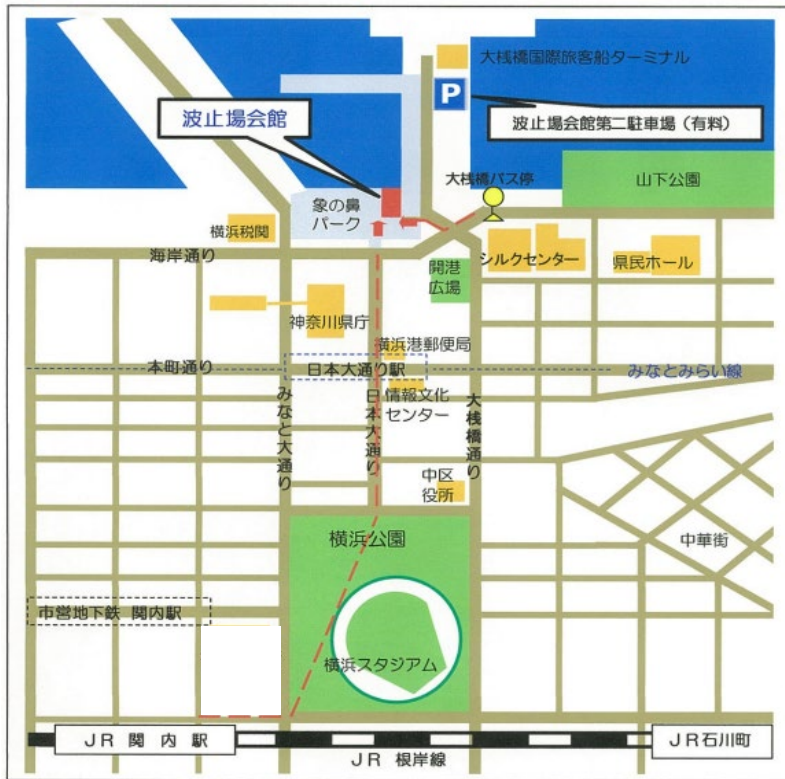 大桟橋国際旅客船ターミナル
P
波止場会館
波止場会館第二駐車場（有料）
大桟橋バス停
山下公園
象の鼻
パーク
横浜税関
海岸通り
シルクセンター
県民ホール
開港
広場
神奈川県庁
横浜港郵便局
本町通り
日本大通り駅
みなとみらい線
情報文化
センター
みなと大通り
日本大通り
大桟橋通り
中区
役所
横浜公園
中華街
市営地下鉄 関内駅
横浜スタジアム
JR 関内駅
JR石川町
JR 根岸線